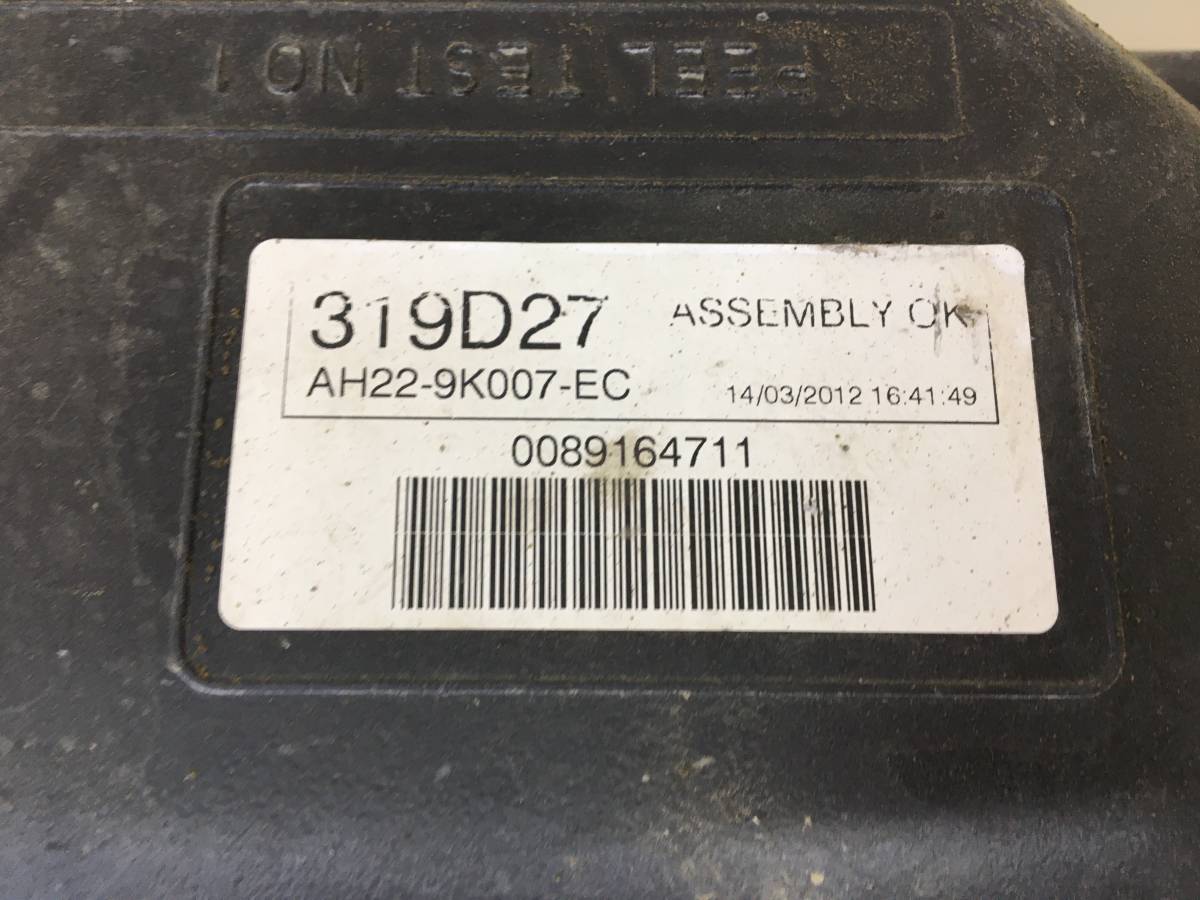 PEEL TEST NO 1
319D27 ASSEMBLY OK
AH22-9K007-EC 14/03/2012 16:41:49
0089164711